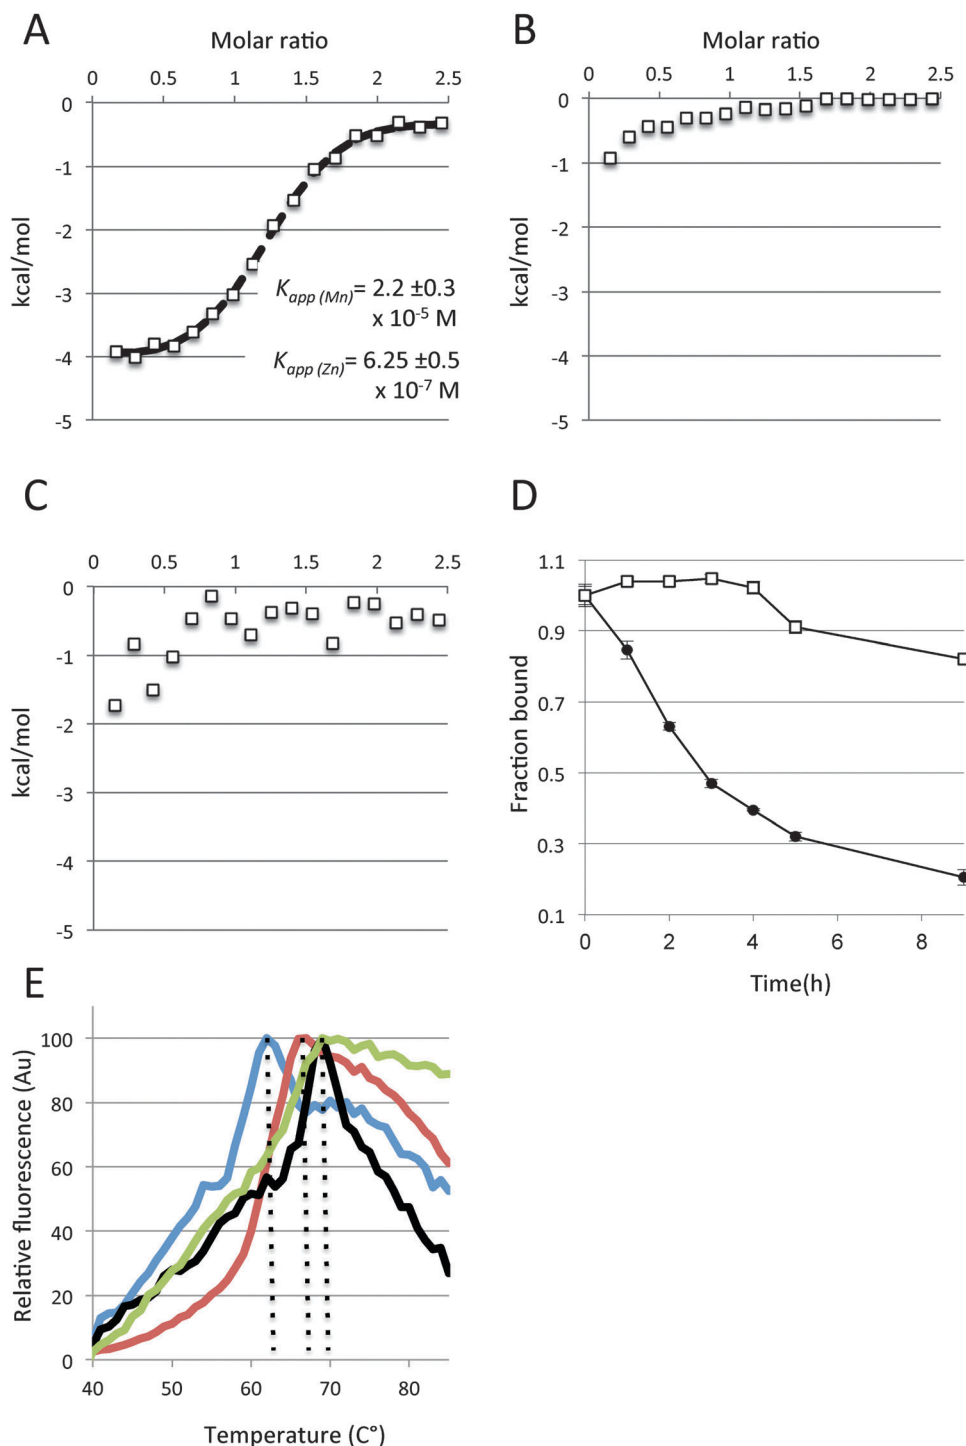 A
Molar ratio
0 0.5 1 1.5 2 2.5
0
-1
-2
-3
-4
-5
kcal/mol
Kapp (Mn)= 2.2 ±0.3
x 10-5 M
Kapp (Zn)= 6.25 ±0.5
x 10-7 M
B
Molar ratio
0 0.5 1 1.5 2 2.5
0
-1
-2
-3
-4
-5
kcal/mol
C
0 0.5 1 1.5 2 2.5
0
-1
-2
-3
-4
-5
kcal/mol
D
1.1
0.9
0.7
0.5
0.3
0.1
Fraction bound
0 2 4 6 8
Time(h)
E
100
80
60
40
20
0
Relative fluorescence (Au)
40 50 60 70 80
Temperature (C°)